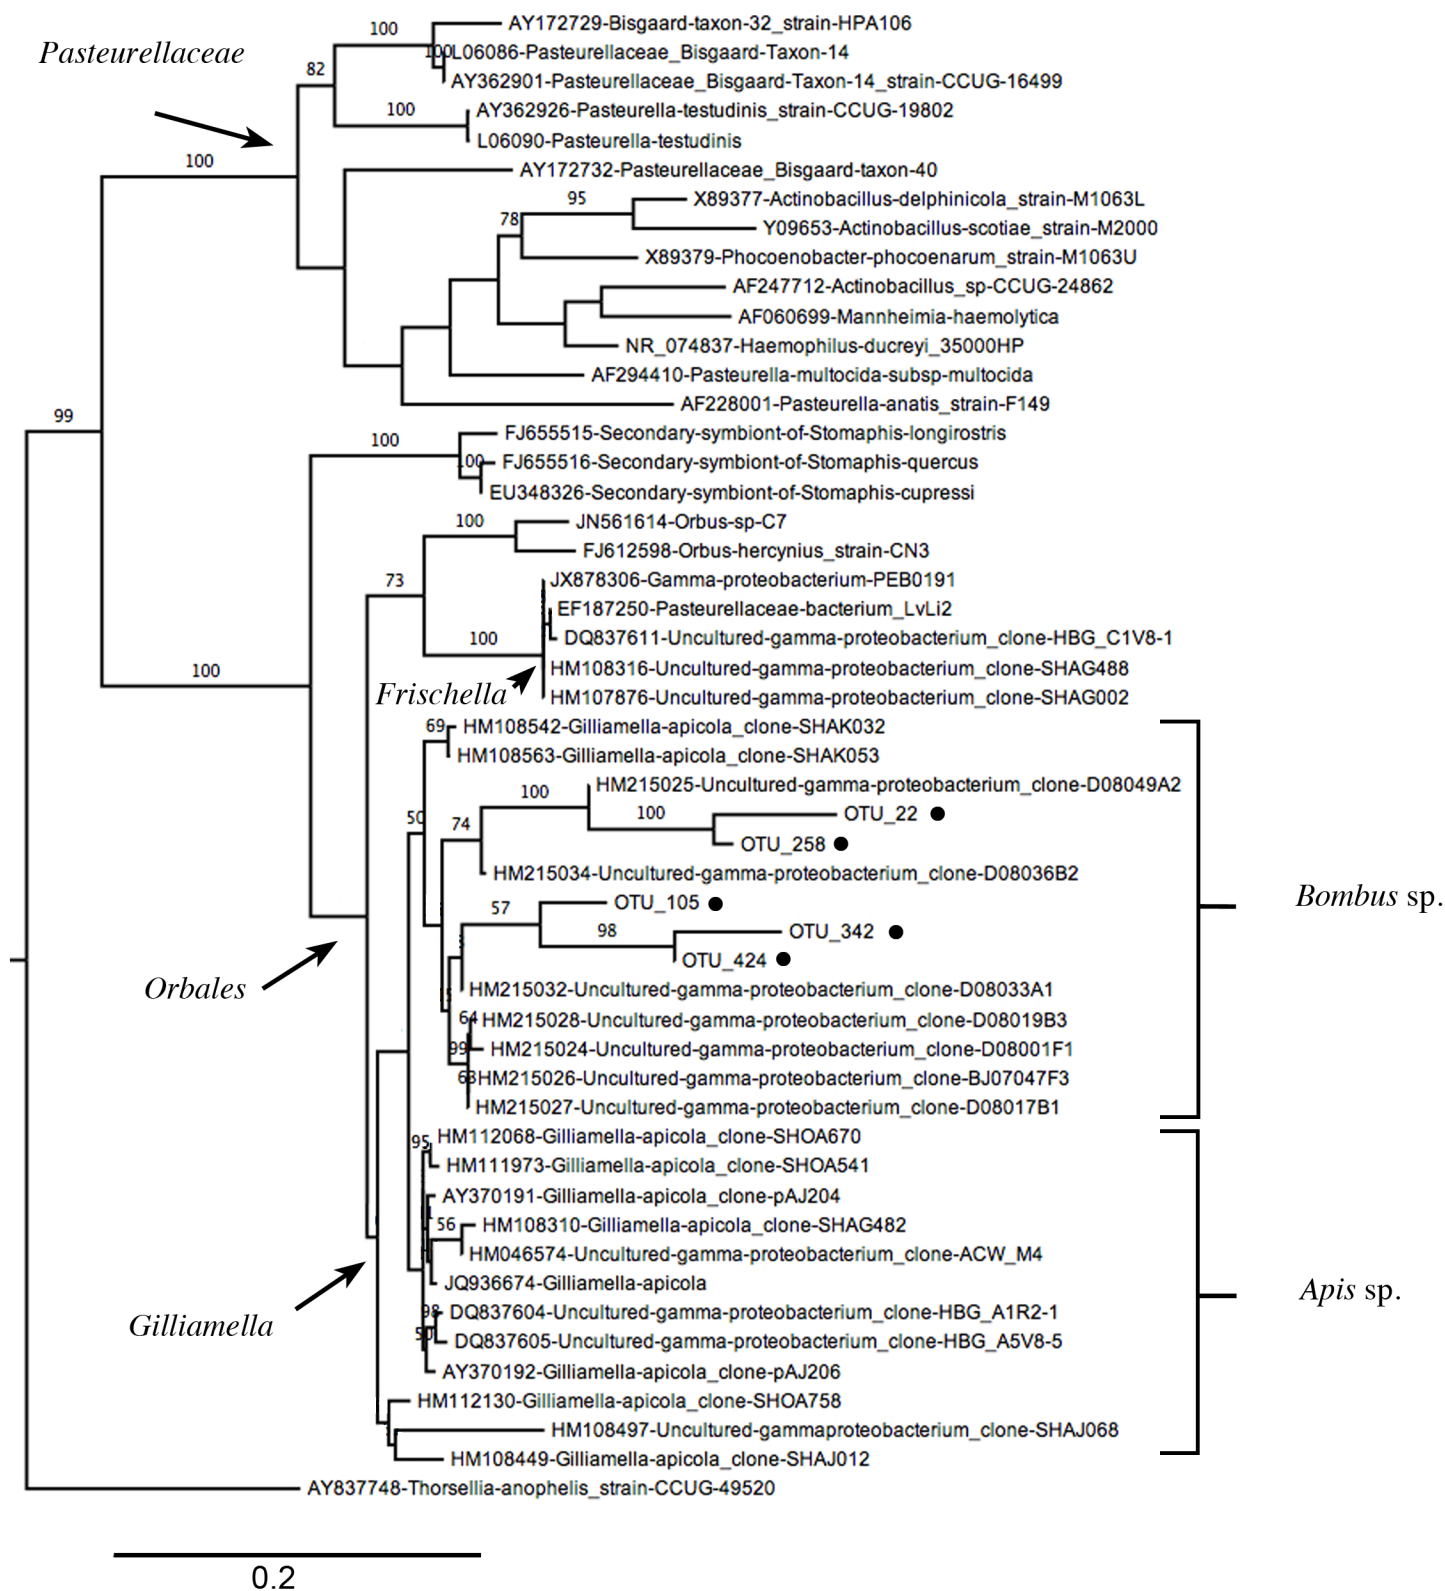 100
AY172729-Bisgaard-taxon-32_strain-HPA106
Pasteurellaceae
100
L06086-Pasteurellaceae_Bisgaard-Taxon-14
82
AY362901-Pasteurellaceae_Bisgaard-Taxon-14_strain-CCUG-16499
100
AY362926-Pasteurella-testudinis_strain-CCUG-19802
L06090-Pasteurella-testudinis
100
AY172732-Pasteurellaceae_Bisgaard-taxon-40
95
X89377-Actinobacillus-delphinicola_strain-M1063L
78
Y09653-Actinobacillus-scotiae_strain-M2000
X89379-Phocoenobacter-phocoenarum_strain-M1063U
AF247712-Actinobacillus_sp-CCUG-24862
AF060699-Mannheimia-haemolytica
NR_074837-Haemophilus-ducreyi_35000HP
AF294410-Pasteurella-multocida-subsp-multocida
AF228001-Pasteurella-anatis_strain-F149
99
100
FJ655515-Secondary-symbiont-of-Stomaphis-longirostris
100
FJ655516-Secondary-symbiont-of-Stomaphis-quercus
EU348326-Secondary-symbiont-of-Stomaphis-cupressi
100
JN561614-Orbus-sp-C7
FJ612598-Orbus-hercynius_strain-CN3
73
JX878306-Gamma-proteobacterium-PEB0191
EF187250-Pasteurellaceae-bacterium_LvLi2
100
DQ837611-Uncultured-gamma-proteobacterium_clone-HBG_C1V8-1
100
HM108316-Uncultured-gamma-proteobacterium_clone-SHAG488
Frischella
HM107876-Uncultured-gamma-proteobacterium_clone-SHAG002
69
HM108542-Gilliamella-apicola_clone-SHAK032
HM108563-Gilliamella-apicola_clone-SHAK053
100
HM215025-Uncultured-gamma-proteobacterium_clone-D08049A2
50
74
100
OTU_22
OTU_258
HM215034-Uncultured-gamma-proteobacterium_clone-D08036B2
Bombus sp.
57
OTU_105
98
OTU_342
OTU_424
Orbales
HM215032-Uncultured-gamma-proteobacterium_clone-D08033A1
64
HM215028-Uncultured-gamma-proteobacterium_clone-D08019B3
99
HM215024-Uncultured-gamma-proteobacterium_clone-D08001F1
63
HM215026-Uncultured-gamma-proteobacterium_clone-BJ07047F3
HM215027-Uncultured-gamma-proteobacterium_clone-D08017B1
95
HM112068-Gilliamella-apicola_clone-SHOA670
HM111973-Gilliamella-apicola_clone-SHOA541
AY370191-Gilliamella-apicola_clone-pAJ204
56
HM108310-Gilliamella-apicola_clone-SHAG482
HM046574-Uncultured-gamma-proteobacterium_clone-ACW_M4
JQ936674-Gilliamella-apicola
Apis sp.
98
DQ837604-Uncultured-gamma-proteobacterium_clone-HBG_A1R2-1
Gilliamella
50
DQ837605-Uncultured-gamma-proteobacterium_clone-HBG_A5V8-5
AY370192-Gilliamella-apicola_clone-pAJ206
HM112130-Gilliamella-apicola_clone-SHOA758
HM108497-Uncultured-gammaproteobacterium_clone-SHAJ068
HM108449-Gilliamella-apicola_clone-SHAJ012
AY837748-Thorsellia-anophelis_strain-CCUG-49520
0.2